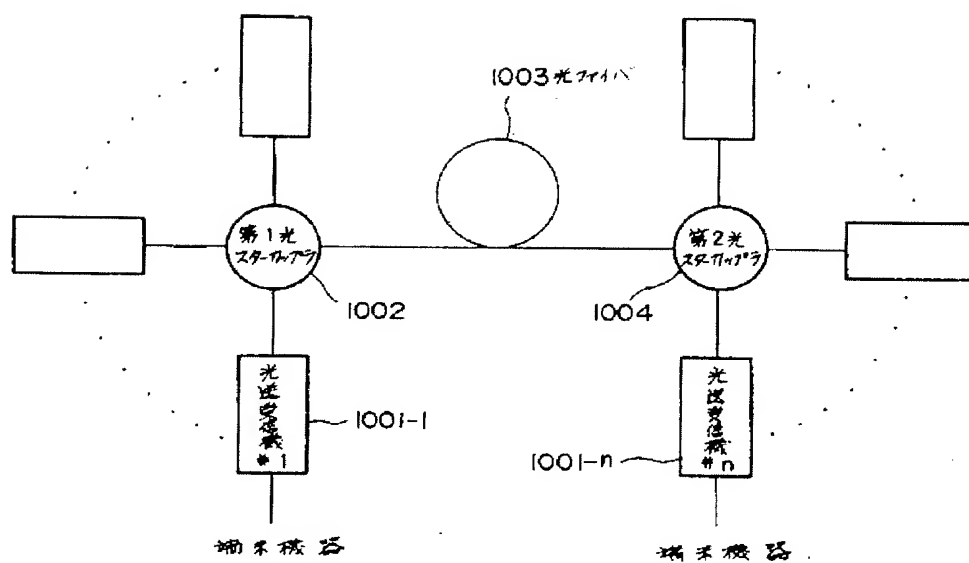 1003光ファイバ
第1光
スターカップラ
第2光
スターカップラ
1002
1004
光送受信機
#1
1001-1
光送受信機
#n
1001-n
端末機器
端末機器